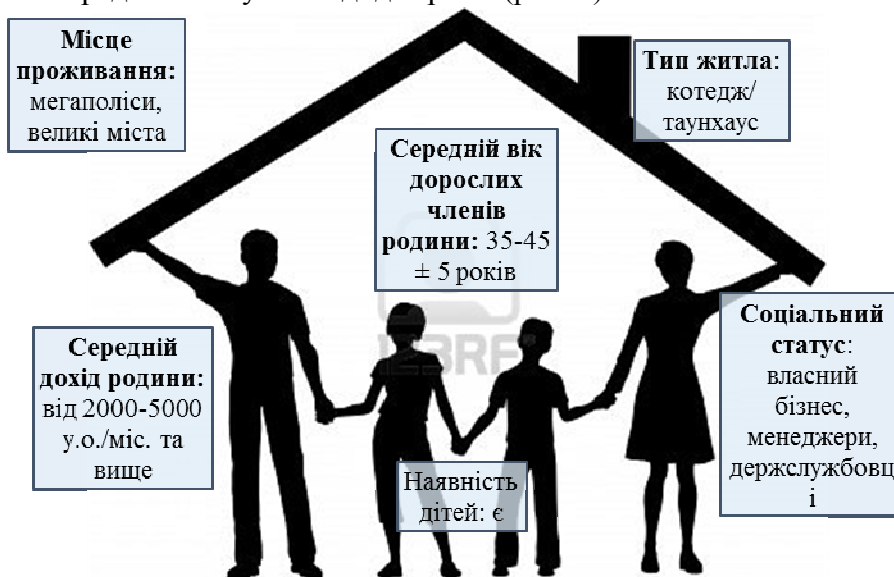 Місце
проживання:
мегаполіси,
великі міста
Тип житла:
котедж/
таунхаус
Середній вік
дорослих
членів
родини: 35-45
± 5 років
Середній
дохід родини:
від 2000-5000
у.о./міс. та
вище
Соціальний
статус:
власний
бізнес,
менеджери,
держслужбовц
і
Наявність
дітей: є
123RF